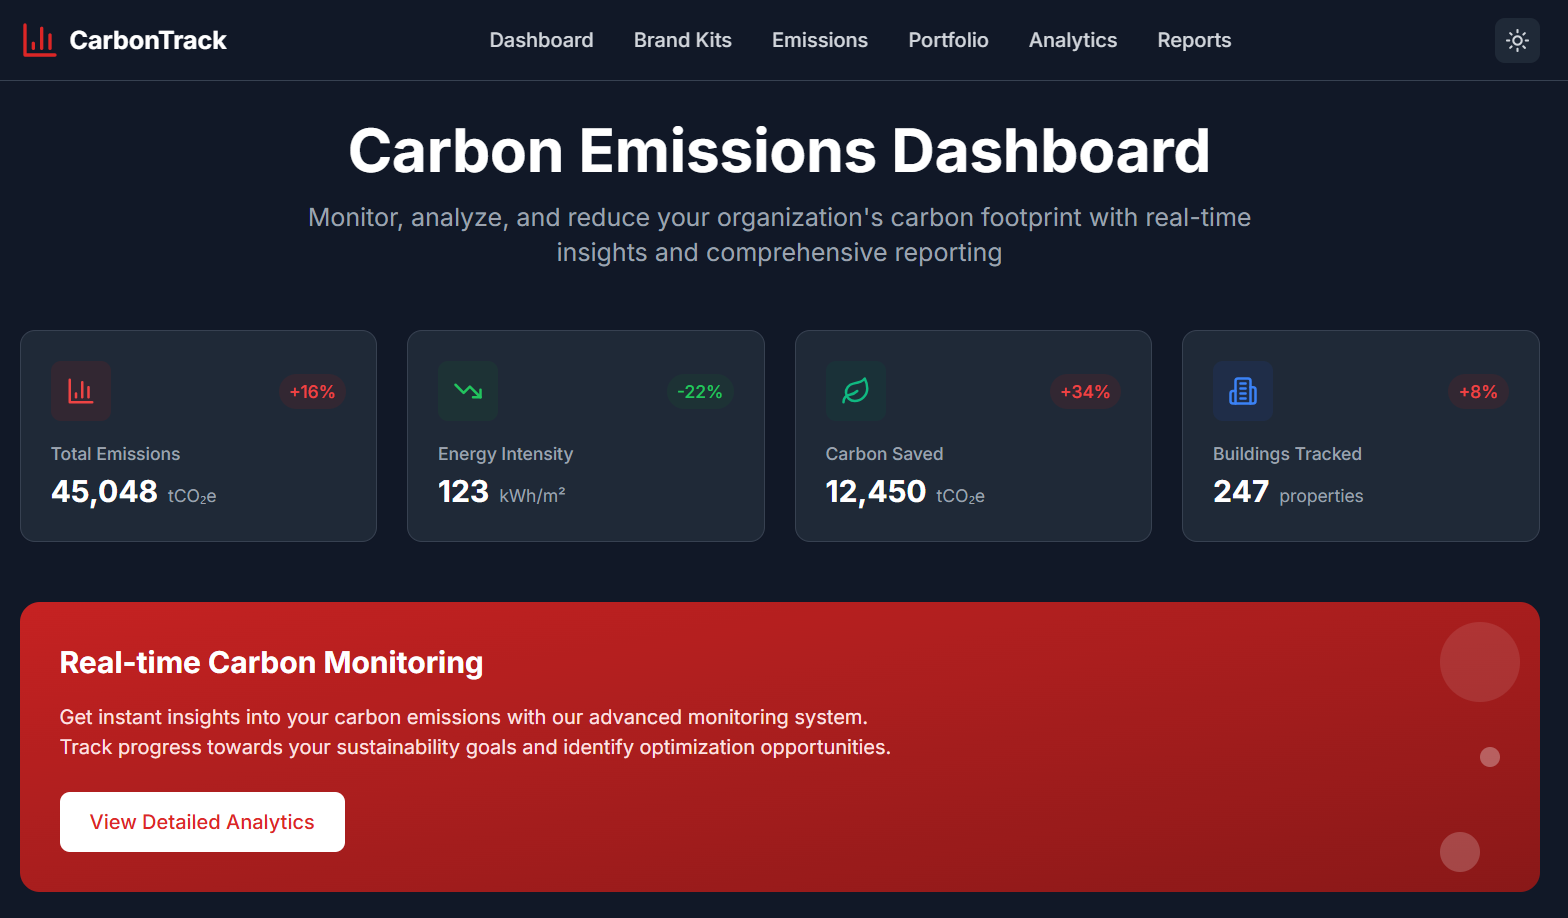 CarbonTrack
Dashboard
Brand Kits
Emissions
Portfolio
Analytics
Reports
Carbon Emissions Dashboard
Monitor, analyze, and reduce your organization's carbon footprint with real-time
insights and comprehensive reporting
+16%
Total Emissions
45,048 tCO₂e
-22%
Energy Intensity
123 kWh/m²
+34%
Carbon Saved
12,450 tCO₂e
+8%
Buildings Tracked
247 properties
Real-time Carbon Monitoring
Get instant insights into your carbon emissions with our advanced monitoring system.
Track progress towards your sustainability goals and identify optimization opportunities.
View Detailed Analytics